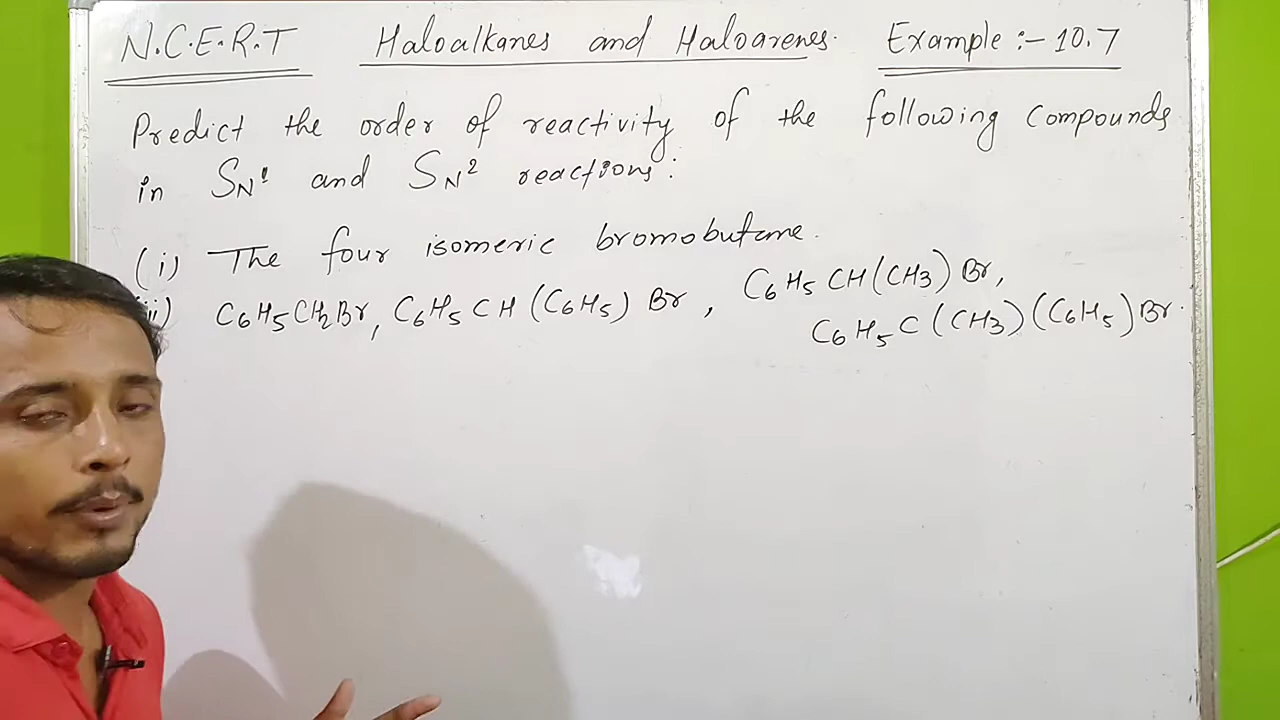 N.C.E.R.T Haloalkanes and Haloarenes. Example :- 10.7
Predict the order of reactivity of the following compounds
in SN1 and SN2 reactions:
(i) The four isomeric bromobutane.
ii) C6H5CH2Br, C6H5CH(C6H5)Br, C6H5CH(CH3)Br,
C6H5C(CH3)(C6H5)Br.